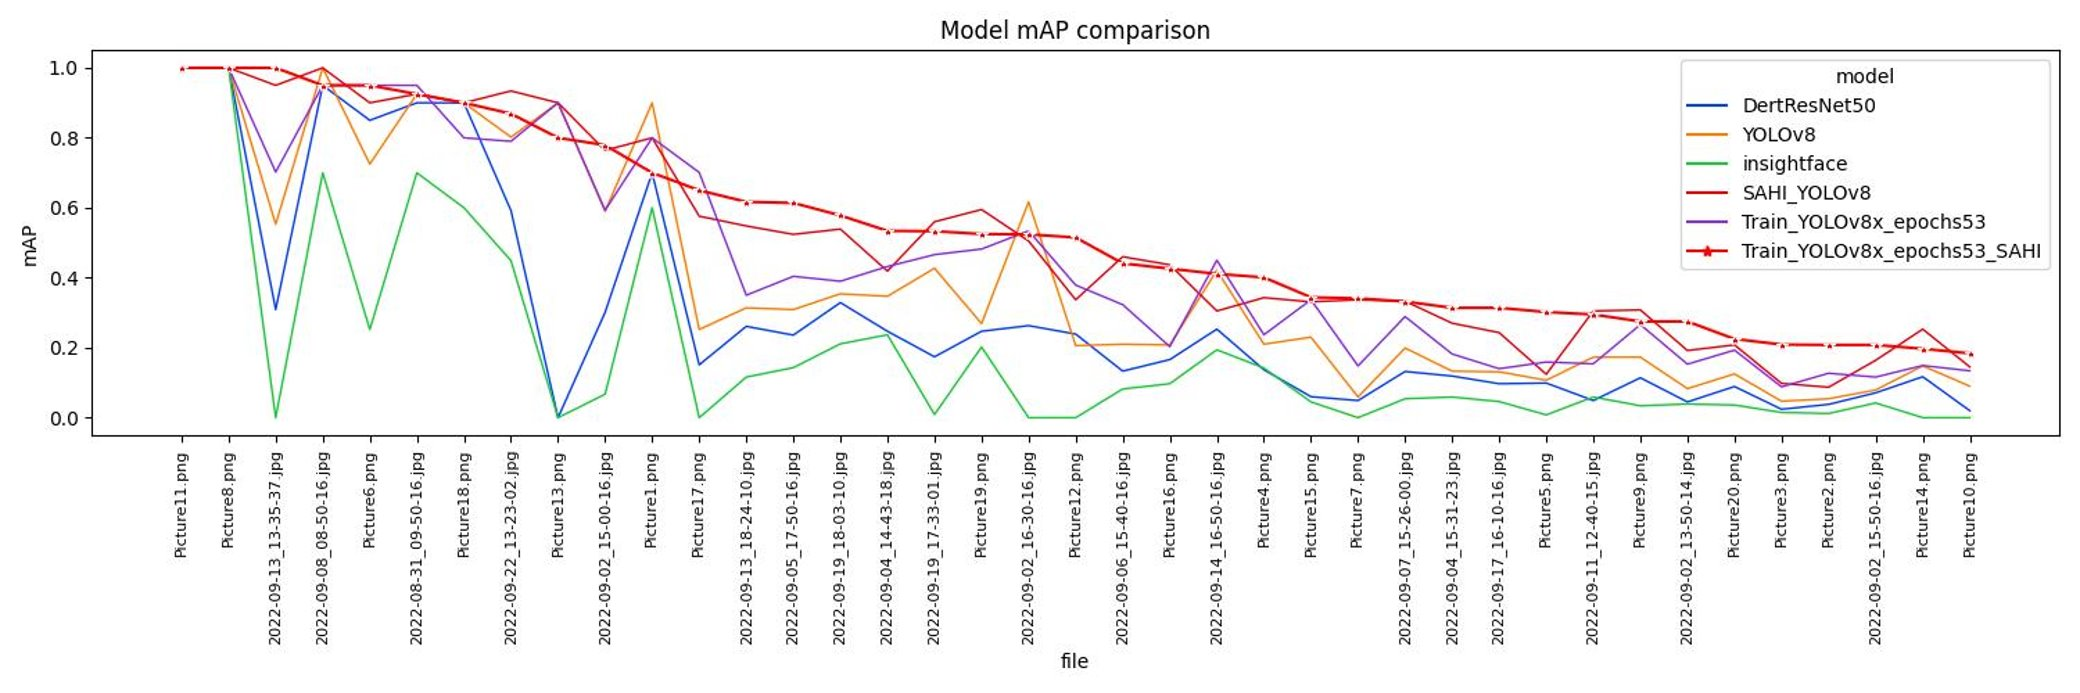 Model mAP comparison
mAP
1.0
0.8
0.6
0.4
0.2
0.0
model
DertResNet50
YOLOv8
insightface
SAHI_YOLOv8
Train_YOLOv8x_epochs53
Train_YOLOv8x_epochs53_SAHI
Picture11.png
Picture8.png
2022-09-13_13-35-37.jpg
2022-09-08_08-50-16.jpg
Picture6.png
2022-08-31_09-50-16.jpg
Picture18.png
2022-09-22_13-23-02.jpg
Picture13.png
2022-09-02_15-00-16.jpg
Picture1.png
Picture17.png
2022-09-13_18-24-10.jpg
2022-09-05_17-50-16.jpg
2022-09-19_18-03-10.jpg
2022-09-04_14-43-18.jpg
2022-09-19_17-33-01.jpg
Picture19.png
2022-09-02_16-30-16.jpg
Picture12.png
2022-09-06_15-40-16.jpg
Picture16.png
2022-09-14_16-50-16.jpg
Picture4.png
Picture15.png
Picture7.png
2022-09-07_15-26-00.jpg
2022-09-04_15-31-23.jpg
2022-09-17_16-10-16.jpg
Picture5.png
2022-09-11_12-40-15.jpg
Picture9.png
2022-09-02_13-50-14.jpg
Picture20.png
Picture3.png
Picture2.png
2022-09-02_15-50-16.jpg
Picture14.png
Picture10.png
file